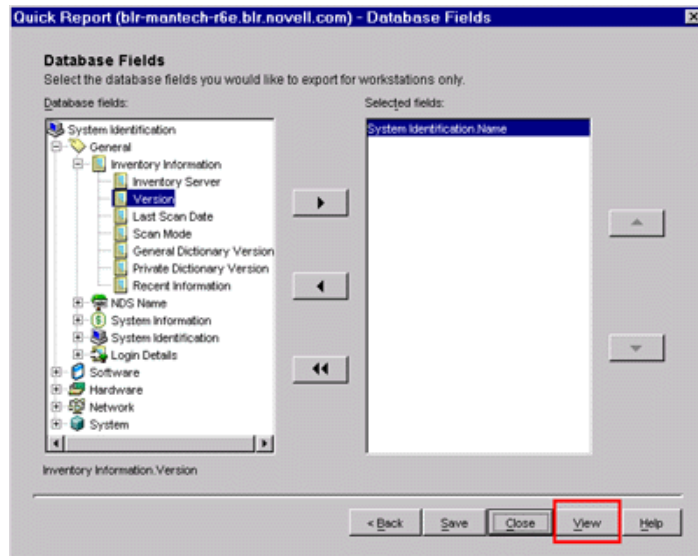 Quick Report (blr-mantech-r6e.blr.novell.com) - Database Fields
Database Fields
Select the database fields you would like to export for workstations only.
Database fields:
Selected fields:
System Identification
System Identification.Name
General
Inventory Information
Inventory Server
Version
Last Scan Date
Scan Mode
General Dictionary Version
Private Dictionary Version
Recent Information
NDS Name
System Information
System Identification
Login Details
Software
Hardware
Network
System
Inventory Information.Version
< Back Save Close View Help